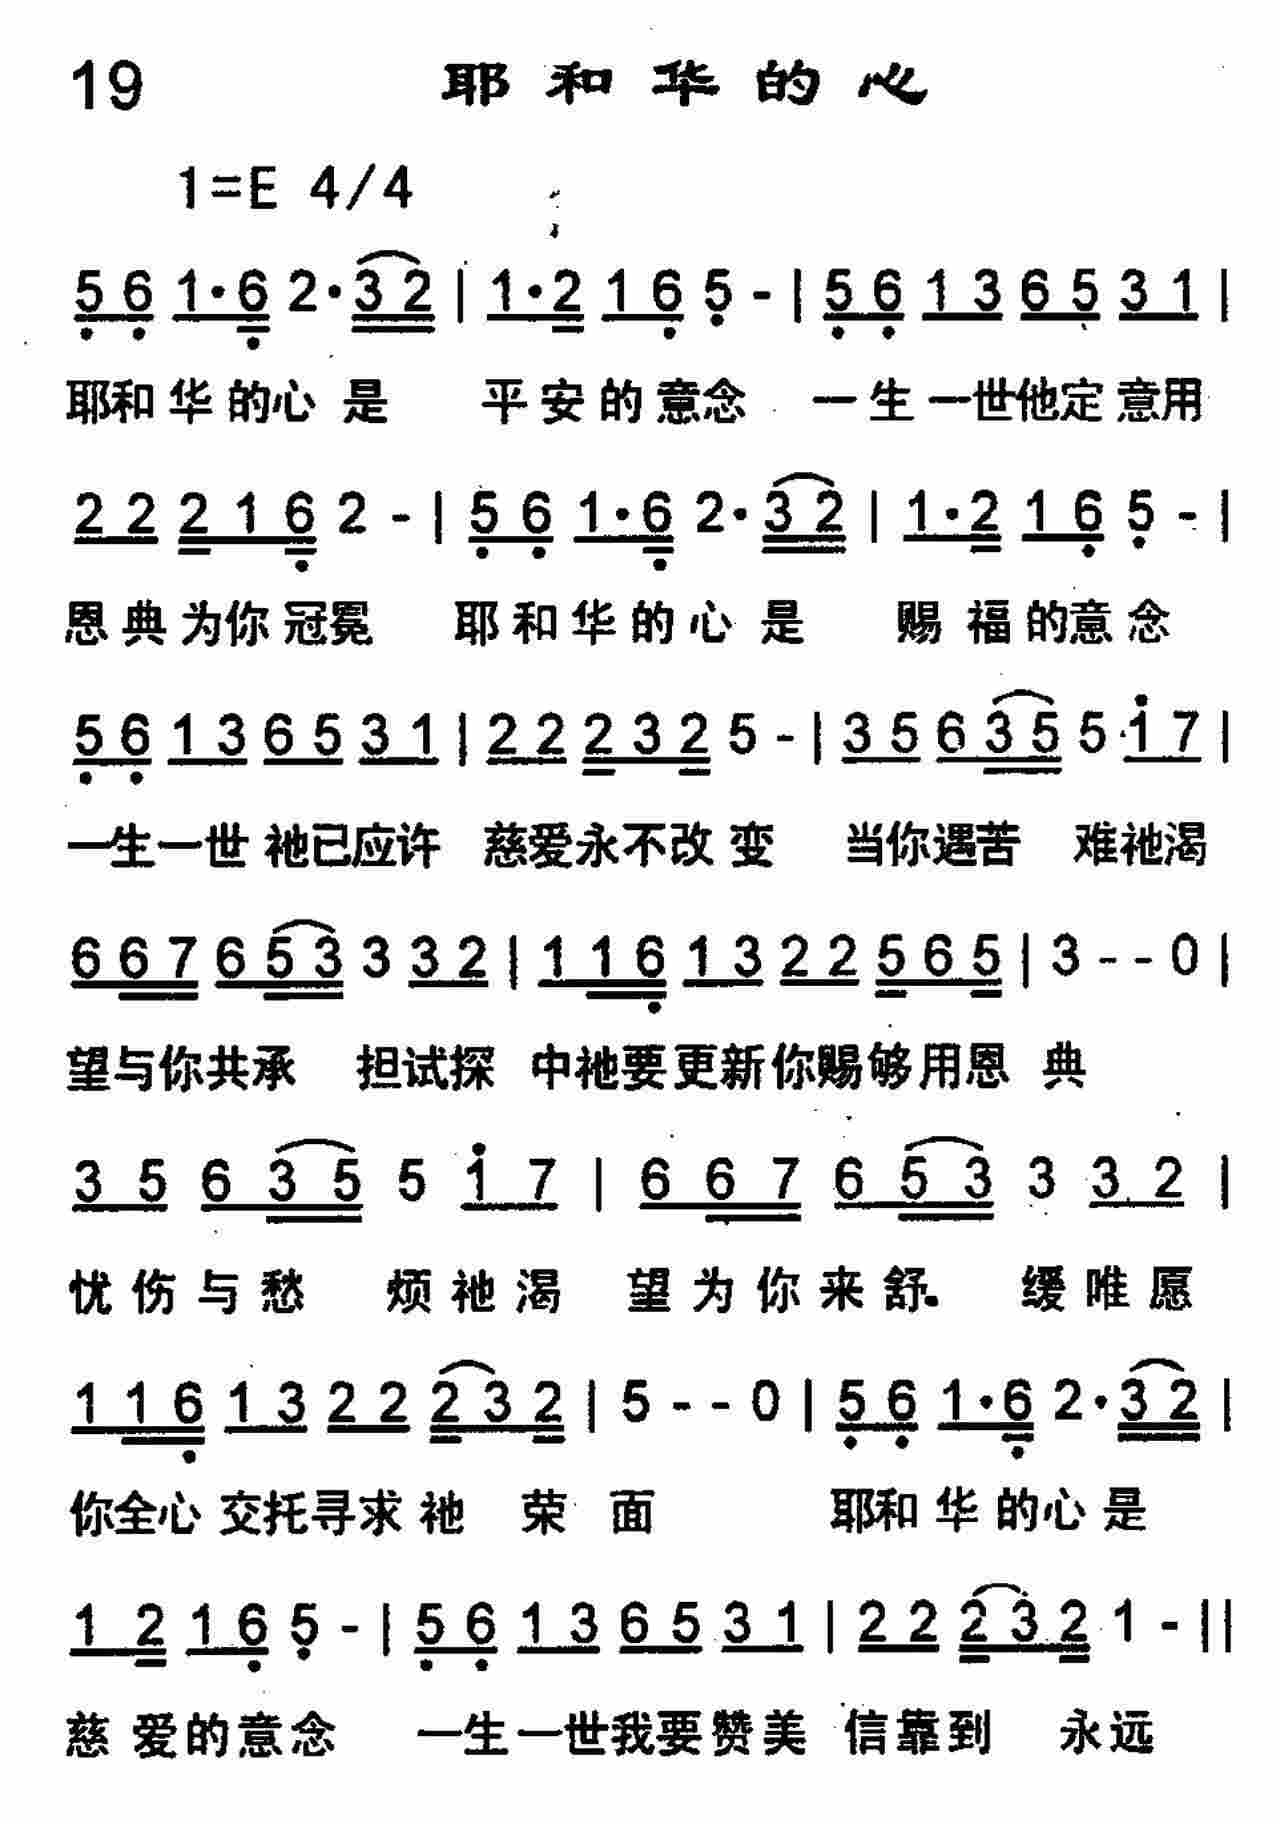 19 耶和华的心
1=E 4/4
5 6 1·6 2·3 2 | 1·2 1 6 5 - | 5 6 1 3 6 5 3 1 |
耶和华的心是 平安的意念 一生一世他定意用
2 2 2 1 6 2 - | 5 6 1·6 2·3 2 | 1·2 1 6 5 - |
恩典为你冠冕 耶和华的心是 赐福的意念
5 6 1 3 6 5 3 1 | 2 2 2 3 2 5 - | 3 5 6 3 5 5 1 7 |
一生一世祂已应许 慈爱永不改变 当你遇苦 难祂渴
6 6 7 6 5 3 3 3 2 | 1 1 6 1 3 2 2 5 6 5 | 3 - - 0 |
望与你共承 担试探 中祂要更新你赐够用恩 典
3 5 6 3 5 5 1 7 | 6 6 7 6 5 3 3 3 2 |
忧伤与愁 烦祂渴 望为你来舒 缓唯愿
1 1 6 1 3 2 2 2 3 2 | 5 - - 0 | 5 6 1·6 2·3 2 |
你全心交托寻求祂 荣 面 耶和华的心是
1 2 1 6 5 - | 5 6 1 3 6 5 3 1 | 2 2 2 3 2 1 - ||
慈爱的意念 一生一世我要赞美 信靠到 永远